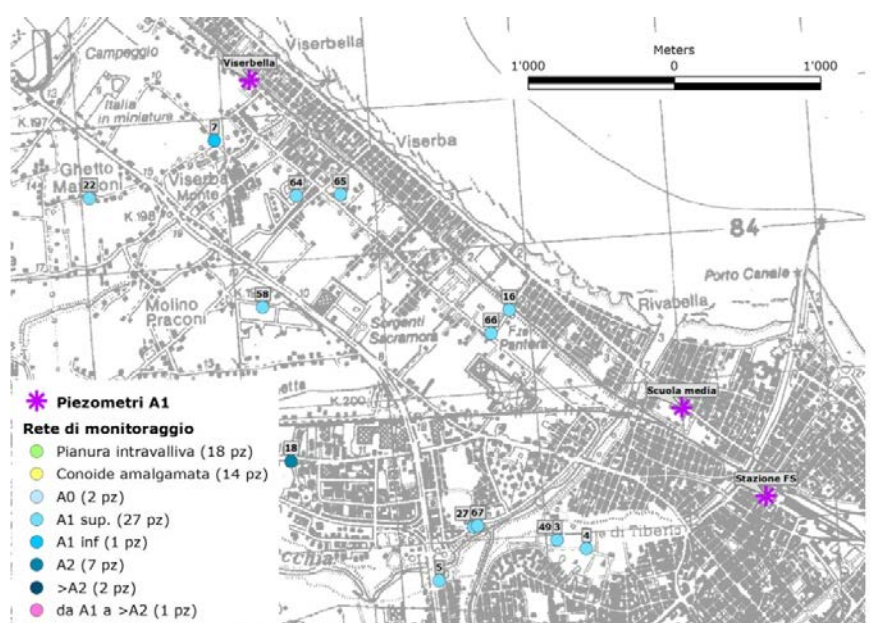 Viserbella
Meters
Campeggio
Viserbella
1'000
0
1'000
K.197
Italia
in miniatura
Viserba
7
Ghetto
22
Viserba
Monte
64
65
K.198
84
Porto Canale
Molino
Praconi
58
16
Rivabella
66
Sorgenti
Sacramora
Pantera
Scuola media
Piezometri A1
K.200
Rete di monitoraggio
Pianura intravalliva (18 pz)
18
Conoide amalgamata (14 pz)
Stazione FS
A0 (2 pz)
A1 sup. (27 pz)
27
67
49
3
4
di Tiberio
A1 inf (1 pz)
A2 (7 pz)
5
>A2 (2 pz)
da A1 a >A2 (1 pz)